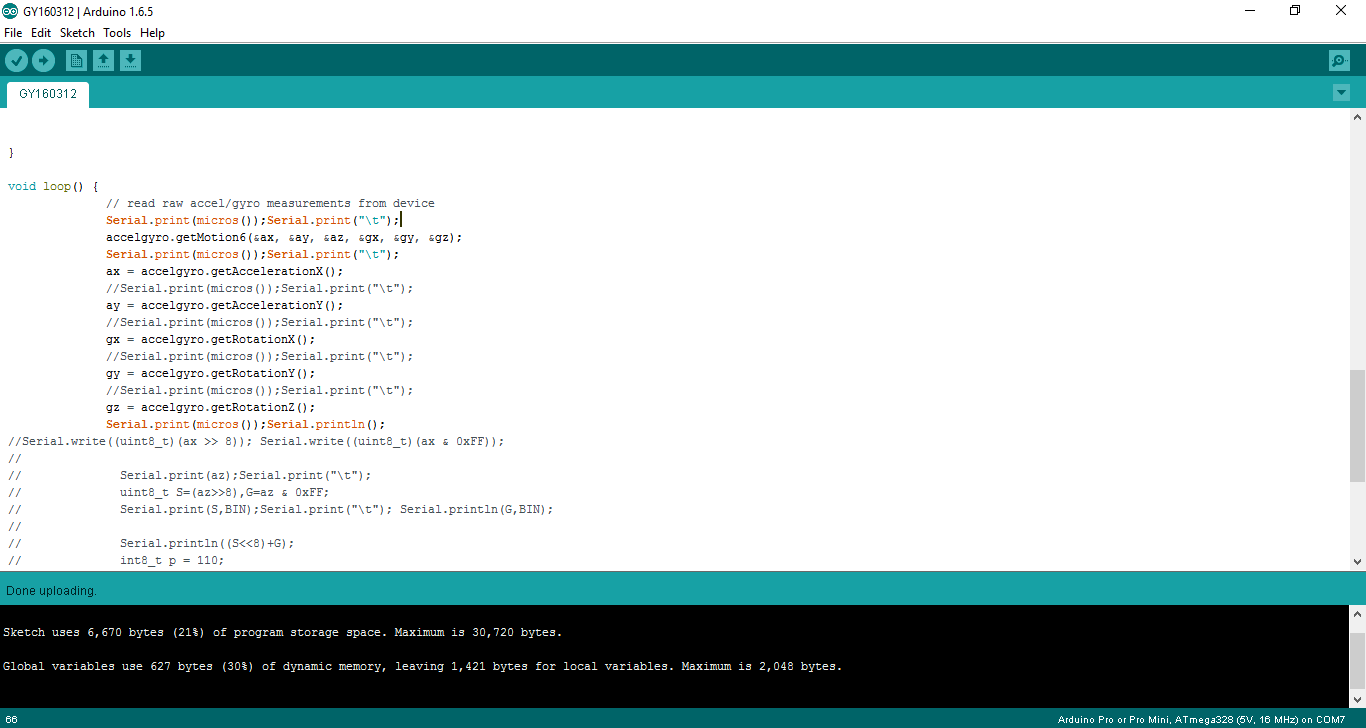 GY160312 | Arduino 1.6.5
File Edit Sketch Tools Help
GY160312
}
void loop() {
// read raw accel/gyro measurements from device
Serial.print(micros());Serial.print("\t");
accelgyro.getMotion6(&ax, &ay, &az, &gx, &gy, &gz);
Serial.print(micros());Serial.print("\t");
ax = accelgyro.getAccelerationX();
//Serial.print(micros());Serial.print("\t");
ay = accelgyro.getAccelerationY();
//Serial.print(micros());Serial.print("\t");
gx = accelgyro.getRotationX();
//Serial.print(micros());Serial.print("\t");
gy = accelgyro.getRotationY();
//Serial.print(micros());Serial.print("\t");
gz = accelgyro.getRotationZ();
Serial.print(micros());Serial.println();
//Serial.write((uint8_t)(ax >> 8)); Serial.write((uint8_t)(ax & 0xFF));
//
// Serial.print(az);Serial.print("\t");
// uint8_t S=(az>>8),G=az & 0xFF;
// Serial.print(S,BIN);Serial.print("\t"); Serial.println(G,BIN);
//
// Serial.println((S<<8)+G);
// int8_t p = 110;
Done uploading.
Sketch uses 6,670 bytes (21%) of program storage space. Maximum is 30,720 bytes.
Global variables use 627 bytes (30%) of dynamic memory, leaving 1,421 bytes for local variables. Maximum is 2,048 bytes.
66 Arduino Pro or Pro Mini, ATmega328 (5V, 16 MHz) on COM7